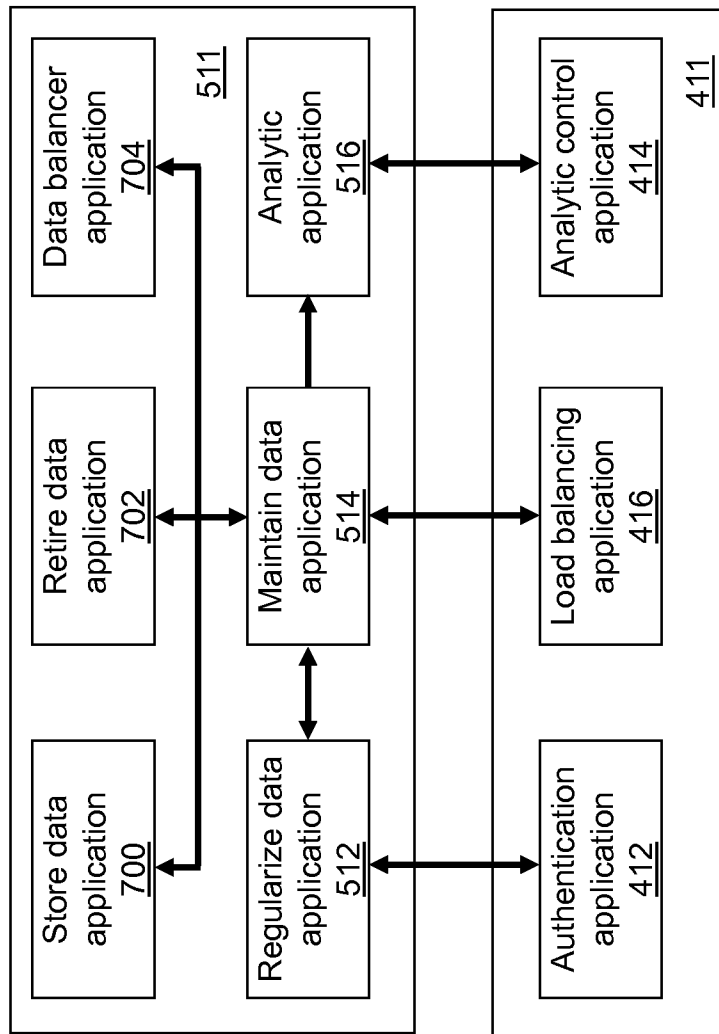 Store data
application
700
Retire data
application
702
Data balancer
application
704
511
Regularize data
application
512
Maintain data
application
514
Analytic
application
516
Authentication
application
412
Load balancing
application
416
Analytic control
application
414
411